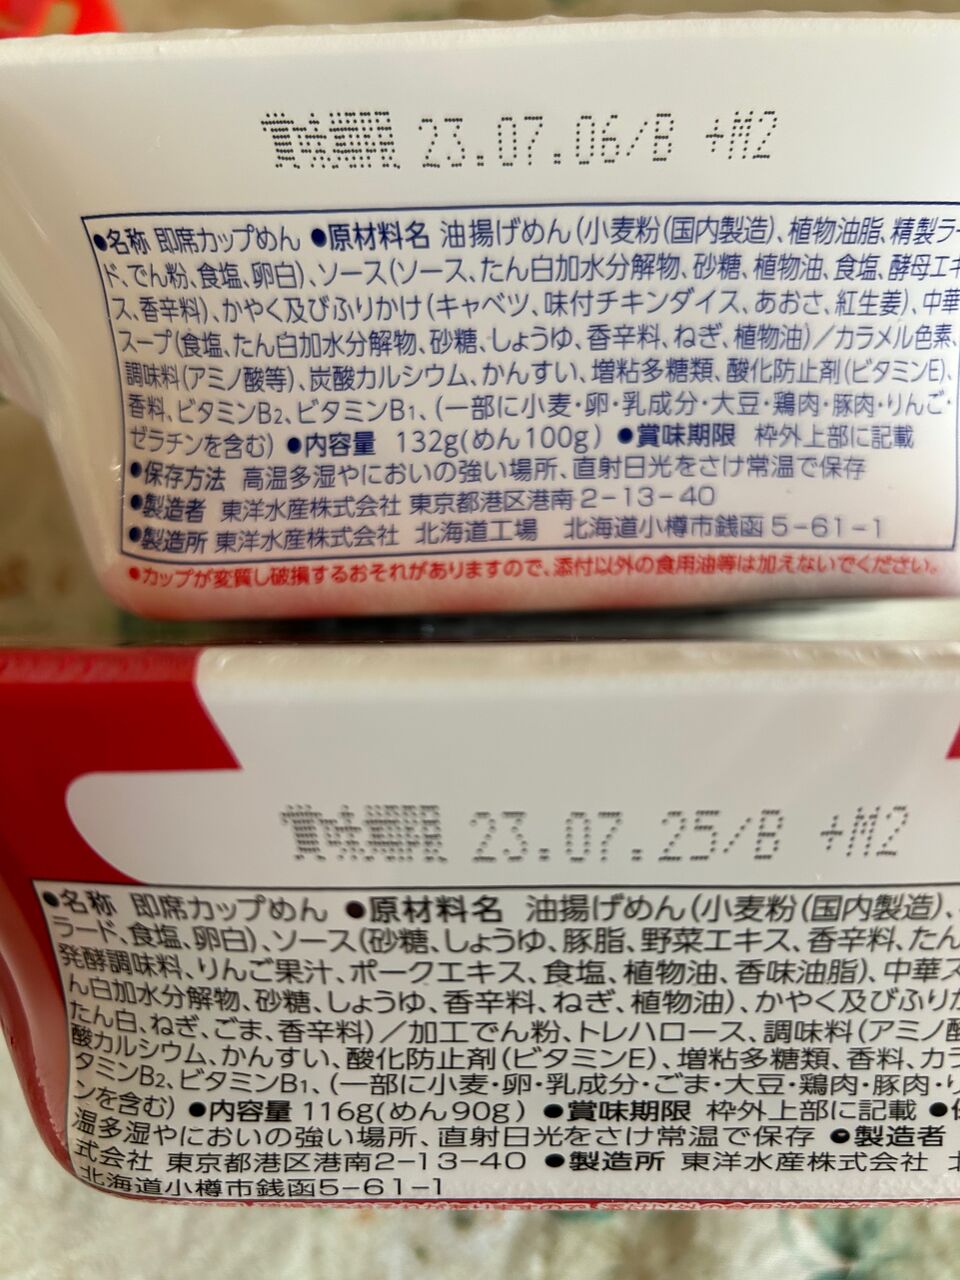 賞味期限 23.07.06/B +M2
●名称 即席カップめん ●原材料名 油揚げめん(小麦粉(国内製造)、植物油脂、精製ラー
ド、でん粉、食塩、卵白)、ソース(ソース、たん白加水分解物、砂糖、植物油、食塩、酵母エキ
ス、香辛料)、かやく及びふりかけ(キャベツ、味付チキンダイス、あおさ、紅生姜)、中華
スープ(食塩、たん白加水分解物、砂糖、しょうゆ、香辛料、ねぎ、植物油)/カラメル色素、
調味料(アミノ酸等)、炭酸カルシウム、かんすい、増粘多糖類、酸化防止剤(ビタミンE)、
香料、ビタミンB2、ビタミンB1、(一部に小麦・卵・乳成分・大豆・鶏肉・豚肉・りんご・
ゼラチンを含む) ●内容量 132g(めん100g) ●賞味期限 枠外上部に記載
●保存方法 高温多湿やにおいの強い場所、直射日光をさけ常温で保存
●製造者 東洋水産株式会社 東京都港区港南2-13-40
●製造所 東洋水産株式会社 北海道工場 北海道小樽市銭函5-61-1
●カップが変質し破損するおそれがありますので、添付以外の食用油等は加えないでください。
賞味期限 23.07.25/B +M2
●名称 即席カップめん ●原材料名 油揚げめん(小麦粉(国内製造)、
ラード、食塩、卵白)、ソース(砂糖、しょうゆ、豚脂、野菜エキス、香辛料、たん
発酵調味料、りんご果汁、ポークエキス、食塩、植物油、香味油脂)、中華ス
ん白加水分解物、砂糖、しょうゆ、香辛料、ねぎ、植物油)、かやく及びふりか
たん白、ねぎ、ごま、香辛料)/加工でん粉、トレハロース、調味料(アミノ酸
酸カルシウム、かんすい、酸化防止剤(ビタミンE)、増粘多糖類、香料、カラ
タミンB2、ビタミンB1、(一部に小麦・卵・乳成分・ごま・大豆・鶏肉・豚肉・り
ンを含む) ●内容量 116g(めん90g) ●賞味期限 枠外上部に記載 ●
温多湿やにおいの強い場所、直射日光をさけ常温で保存 ●製造者
式会社 東京都港区港南2-13-40 ●製造所 東洋水産株式会社 北
北海道小樽市銭函5-61-1